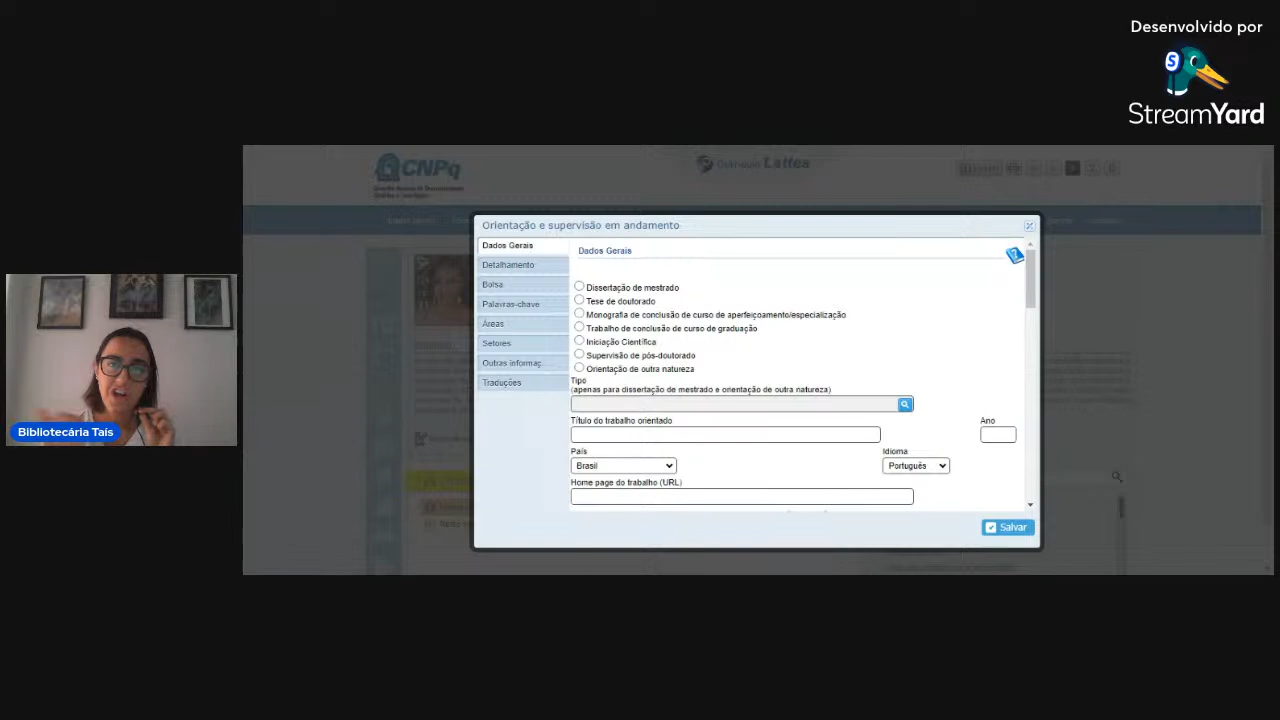 Desenvolvido por
StreamYard
CNPq
Lattes
Orientação e supervisão em andamento
Dados Gerais
Detalhamento
Bolsa
Palavras-chave
Áreas
Setores
Outras informaç...
Traduções
Dados Gerais
Dissertação de mestrado
Tese de doutorado
Monografia de conclusão de curso de aperfeiçoamento/especialização
Trabalho de conclusão de curso de graduação
Iniciação Científica
Supervisão de pós-doutorado
Orientação de outra natureza
Tipo
(apenas para dissertação de mestrado e orientação de outra natureza)
Título do trabalho orientado
Ano
País
Idioma
Brasil
Português
Home page do trabalho (URL)
Salvar
Bibliotecária Taís